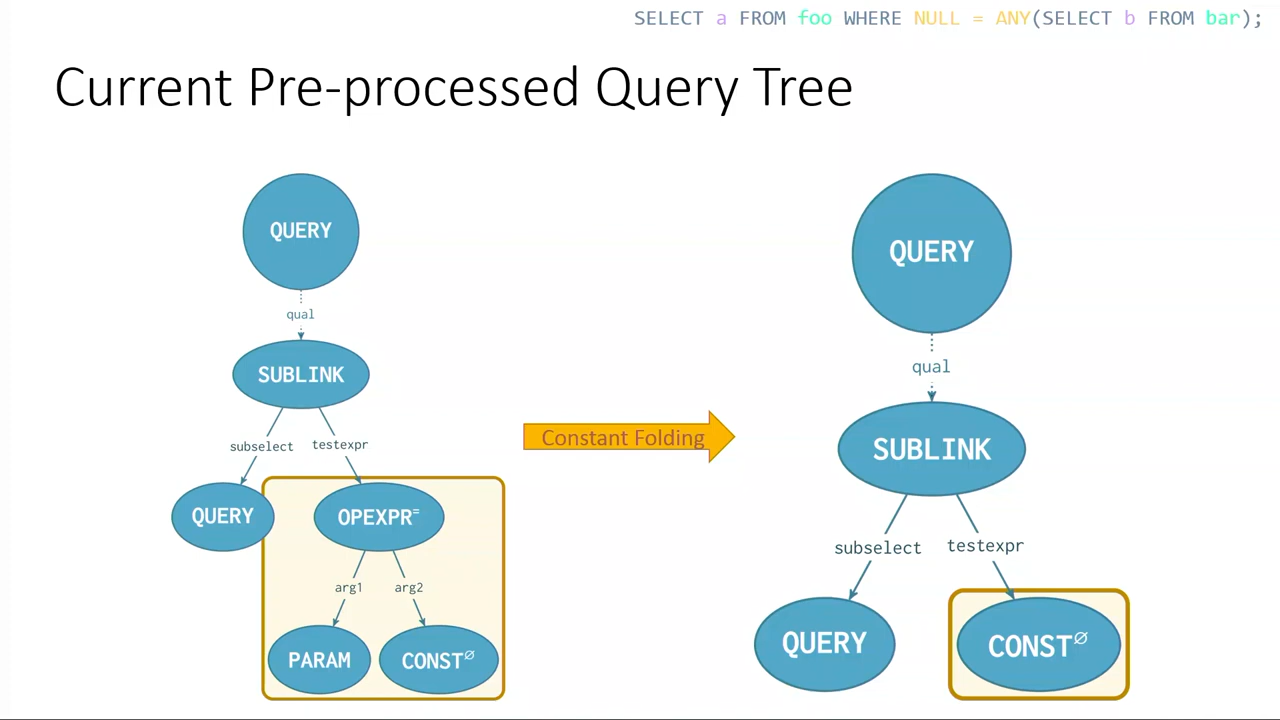 SELECT a FROM foo WHERE NULL = ANY(SELECT b FROM bar);
Current Pre-processed Query Tree
QUERY
qual
SUBLINK
subselect testexpr
QUERY
OPEXPR=
arg1 arg2
PARAM
CONST∅
Constant Folding
QUERY
qual
SUBLINK
subselect testexpr
QUERY
CONST∅